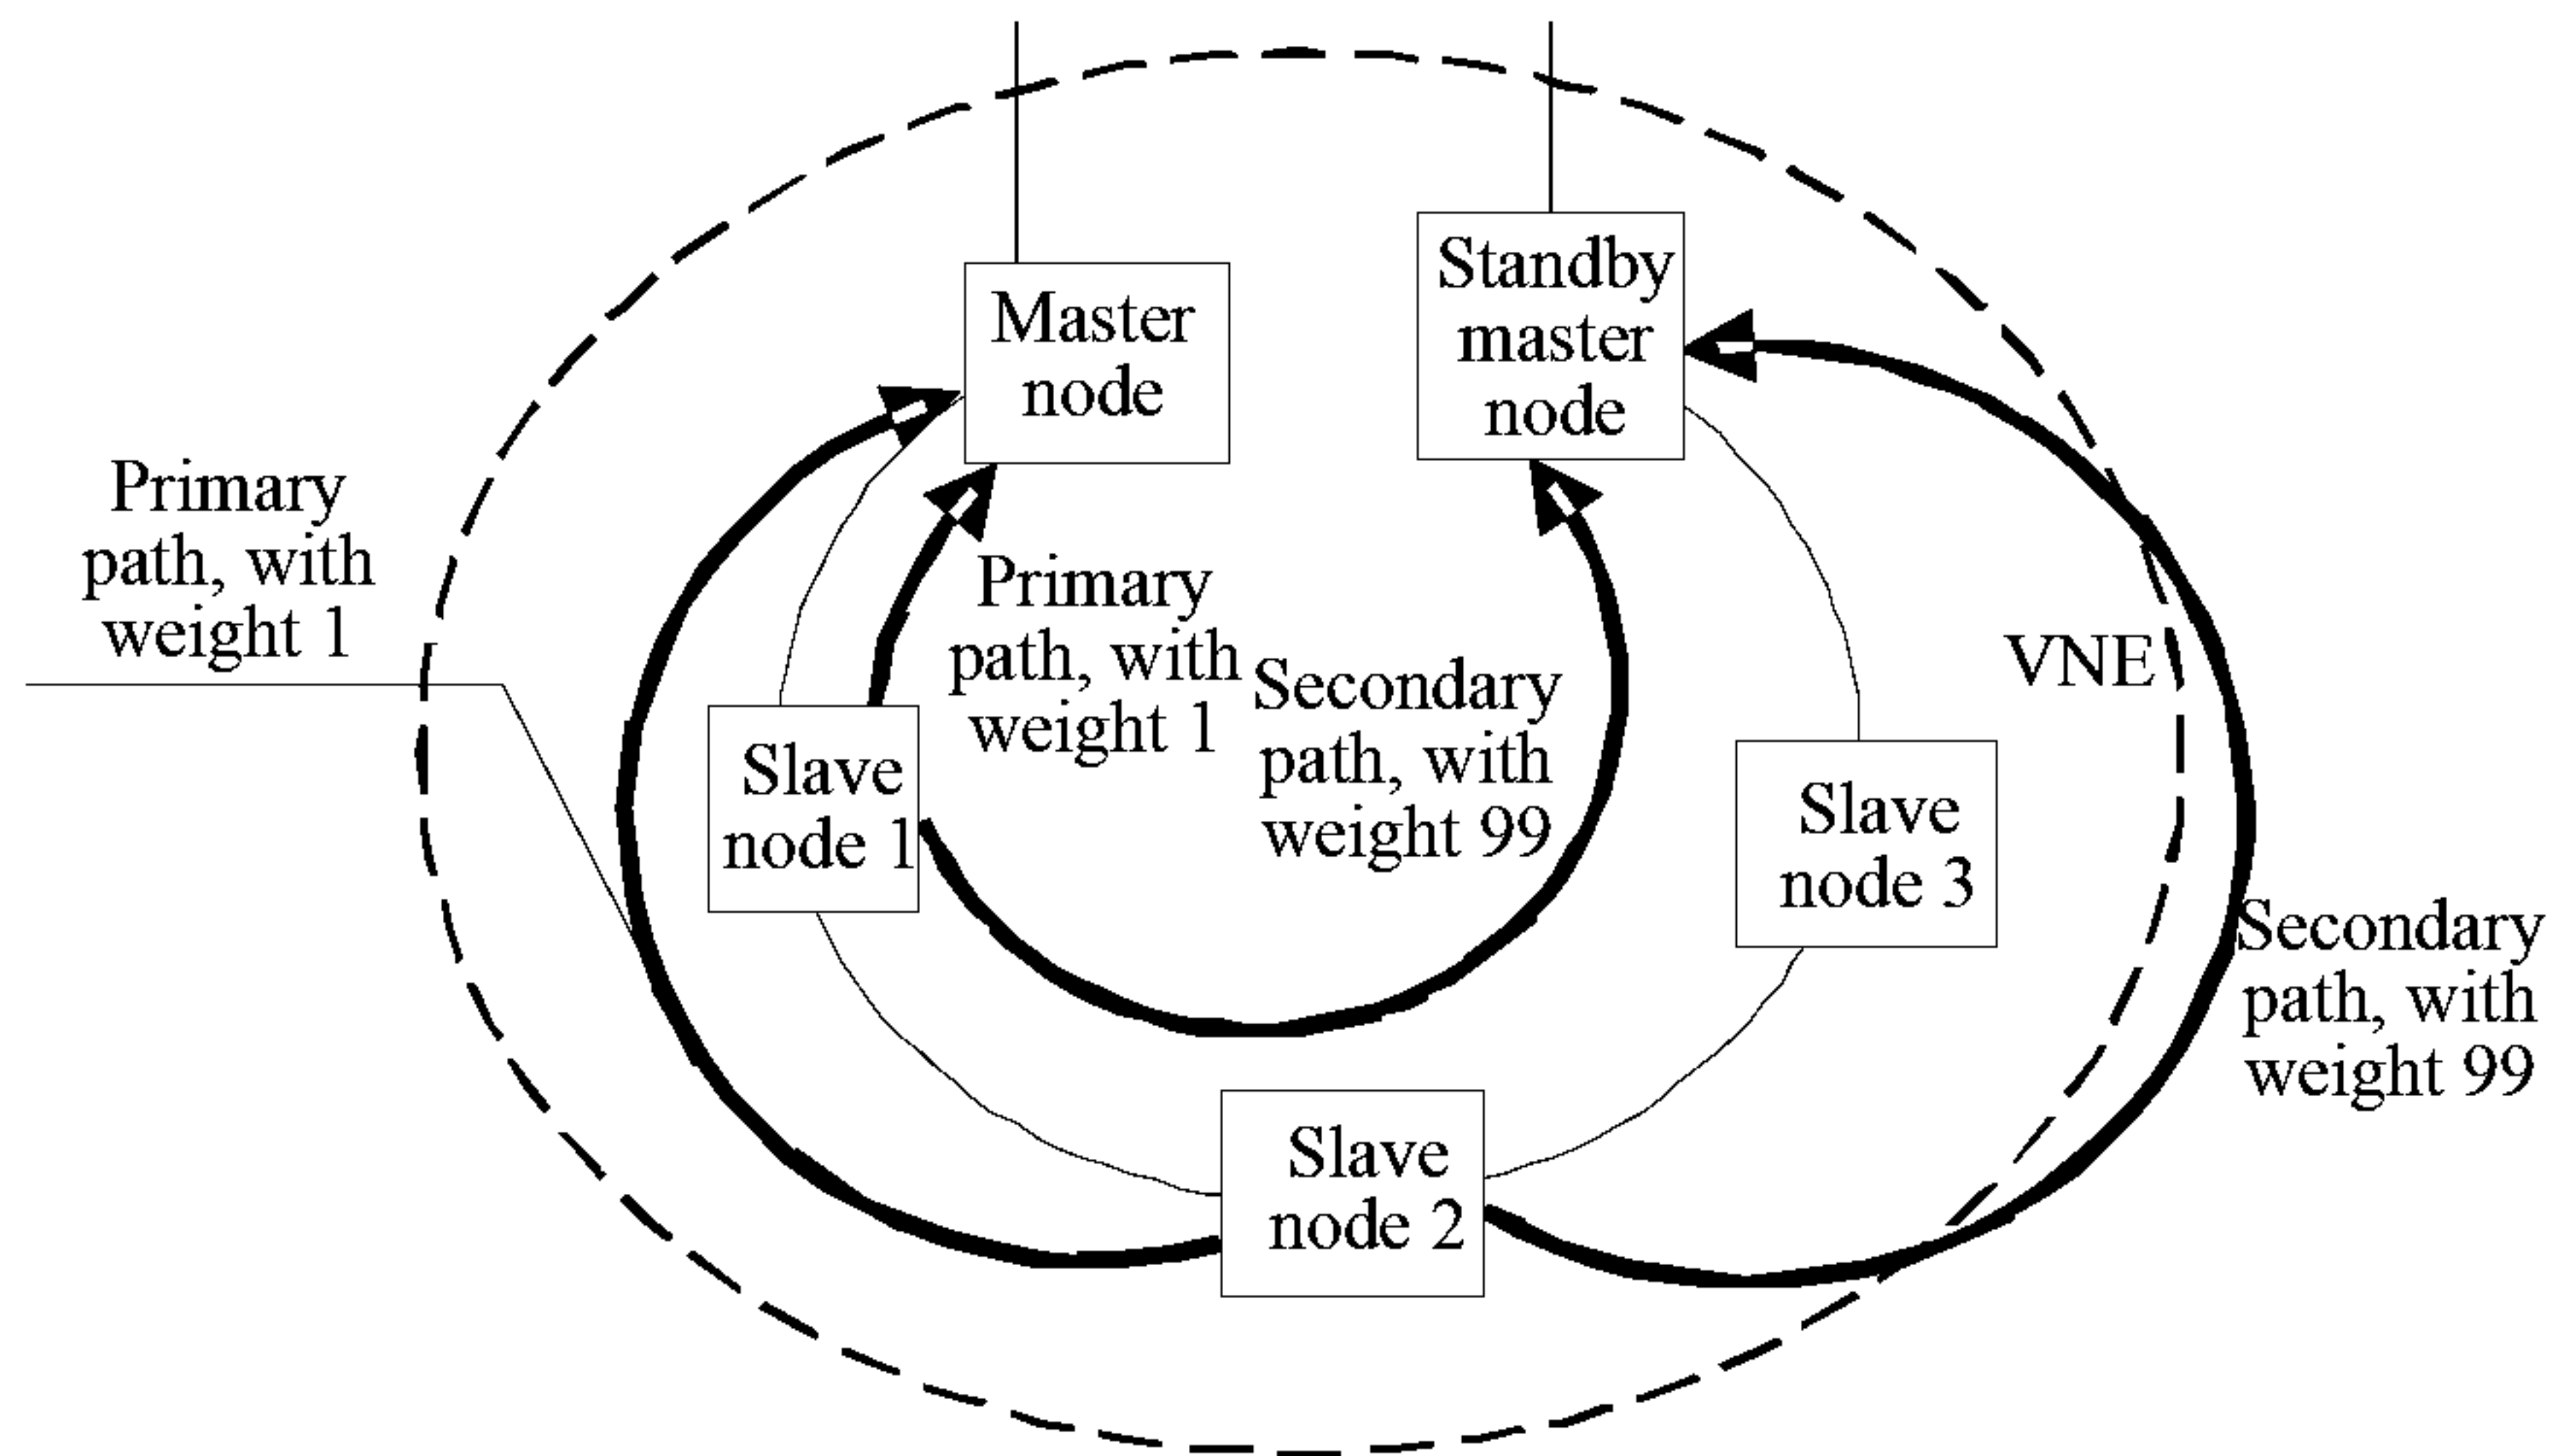 Master
node
Standby
master
node
Primary
path, with
weight 1
Primary
path, with
weight 1
Secondary
path, with
weight 99
VNE
Slave
node 1
Slave
node 3
Secondary
path, with
weight 99
Slave
node 2